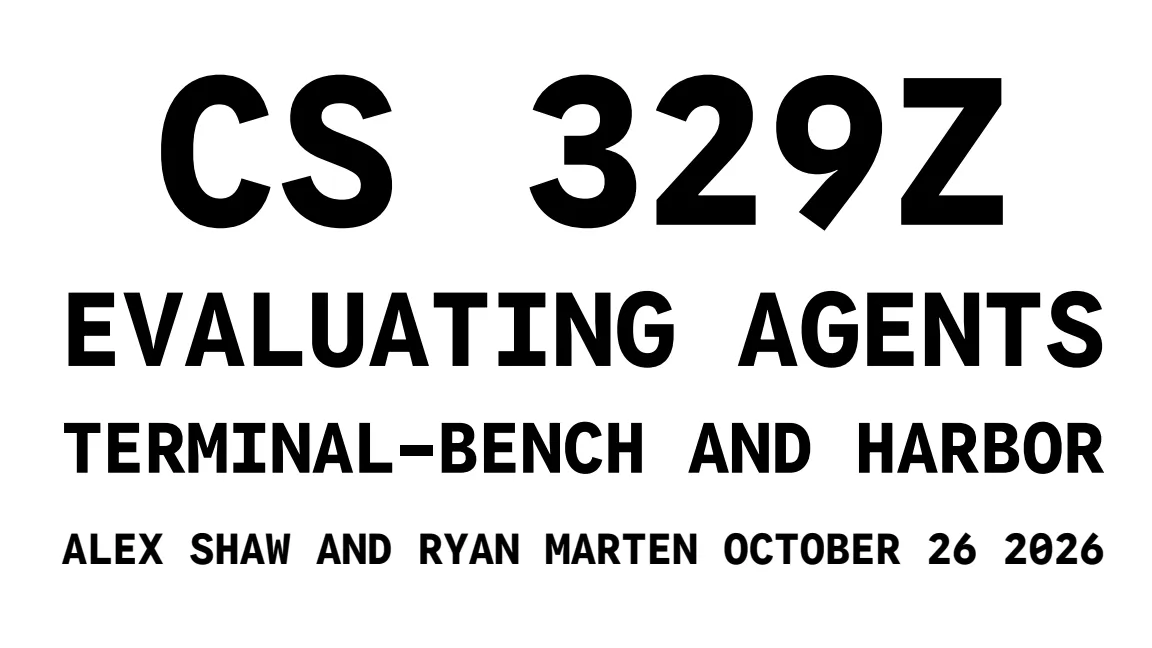 CS 329Z
EVALUATING AGENTS
TERMINAL-BENCH AND HARBOR
ALEX SHAW AND RYAN MARTEN OCTOBER 26 2026